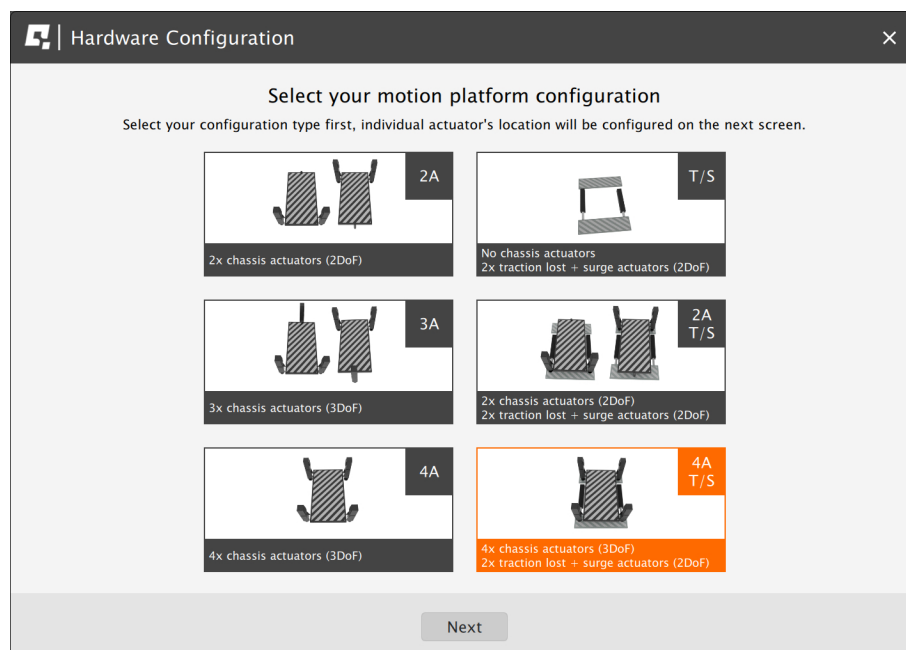 Hardware Configuration
Select your motion platform configuration
Select your configuration type first, individual actuator's location will be configured on the next screen.
2A
2x chassis actuators (2DoF)
T/S
No chassis actuators
2x traction lost + surge actuators (2DoF)
3A
3x chassis actuators (3DoF)
2A
T/S
2x chassis actuators (2DoF)
2x traction lost + surge actuators (2DoF)
4A
4x chassis actuators (3DoF)
4A
T/S
4x chassis actuators (3DoF)
2x traction lost + surge actuators (2DoF)
Next